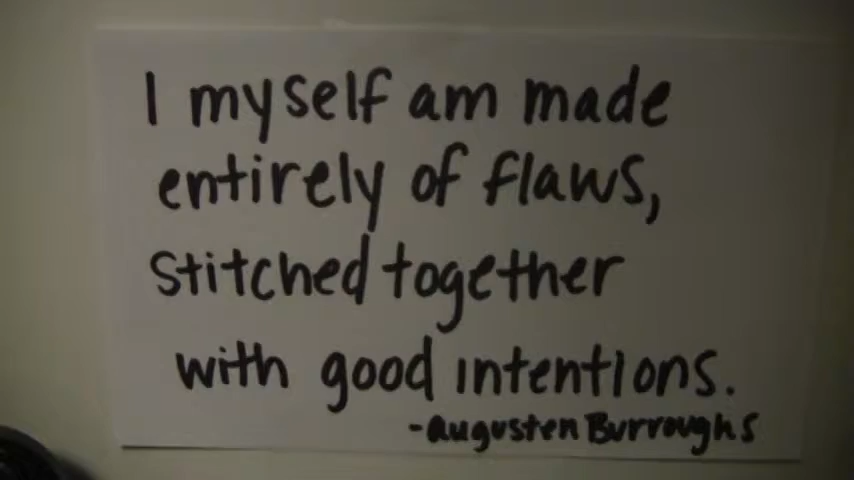 I myself am made
entirely of flaws,
stitched together
with good intentions.
-augusten Burroughs